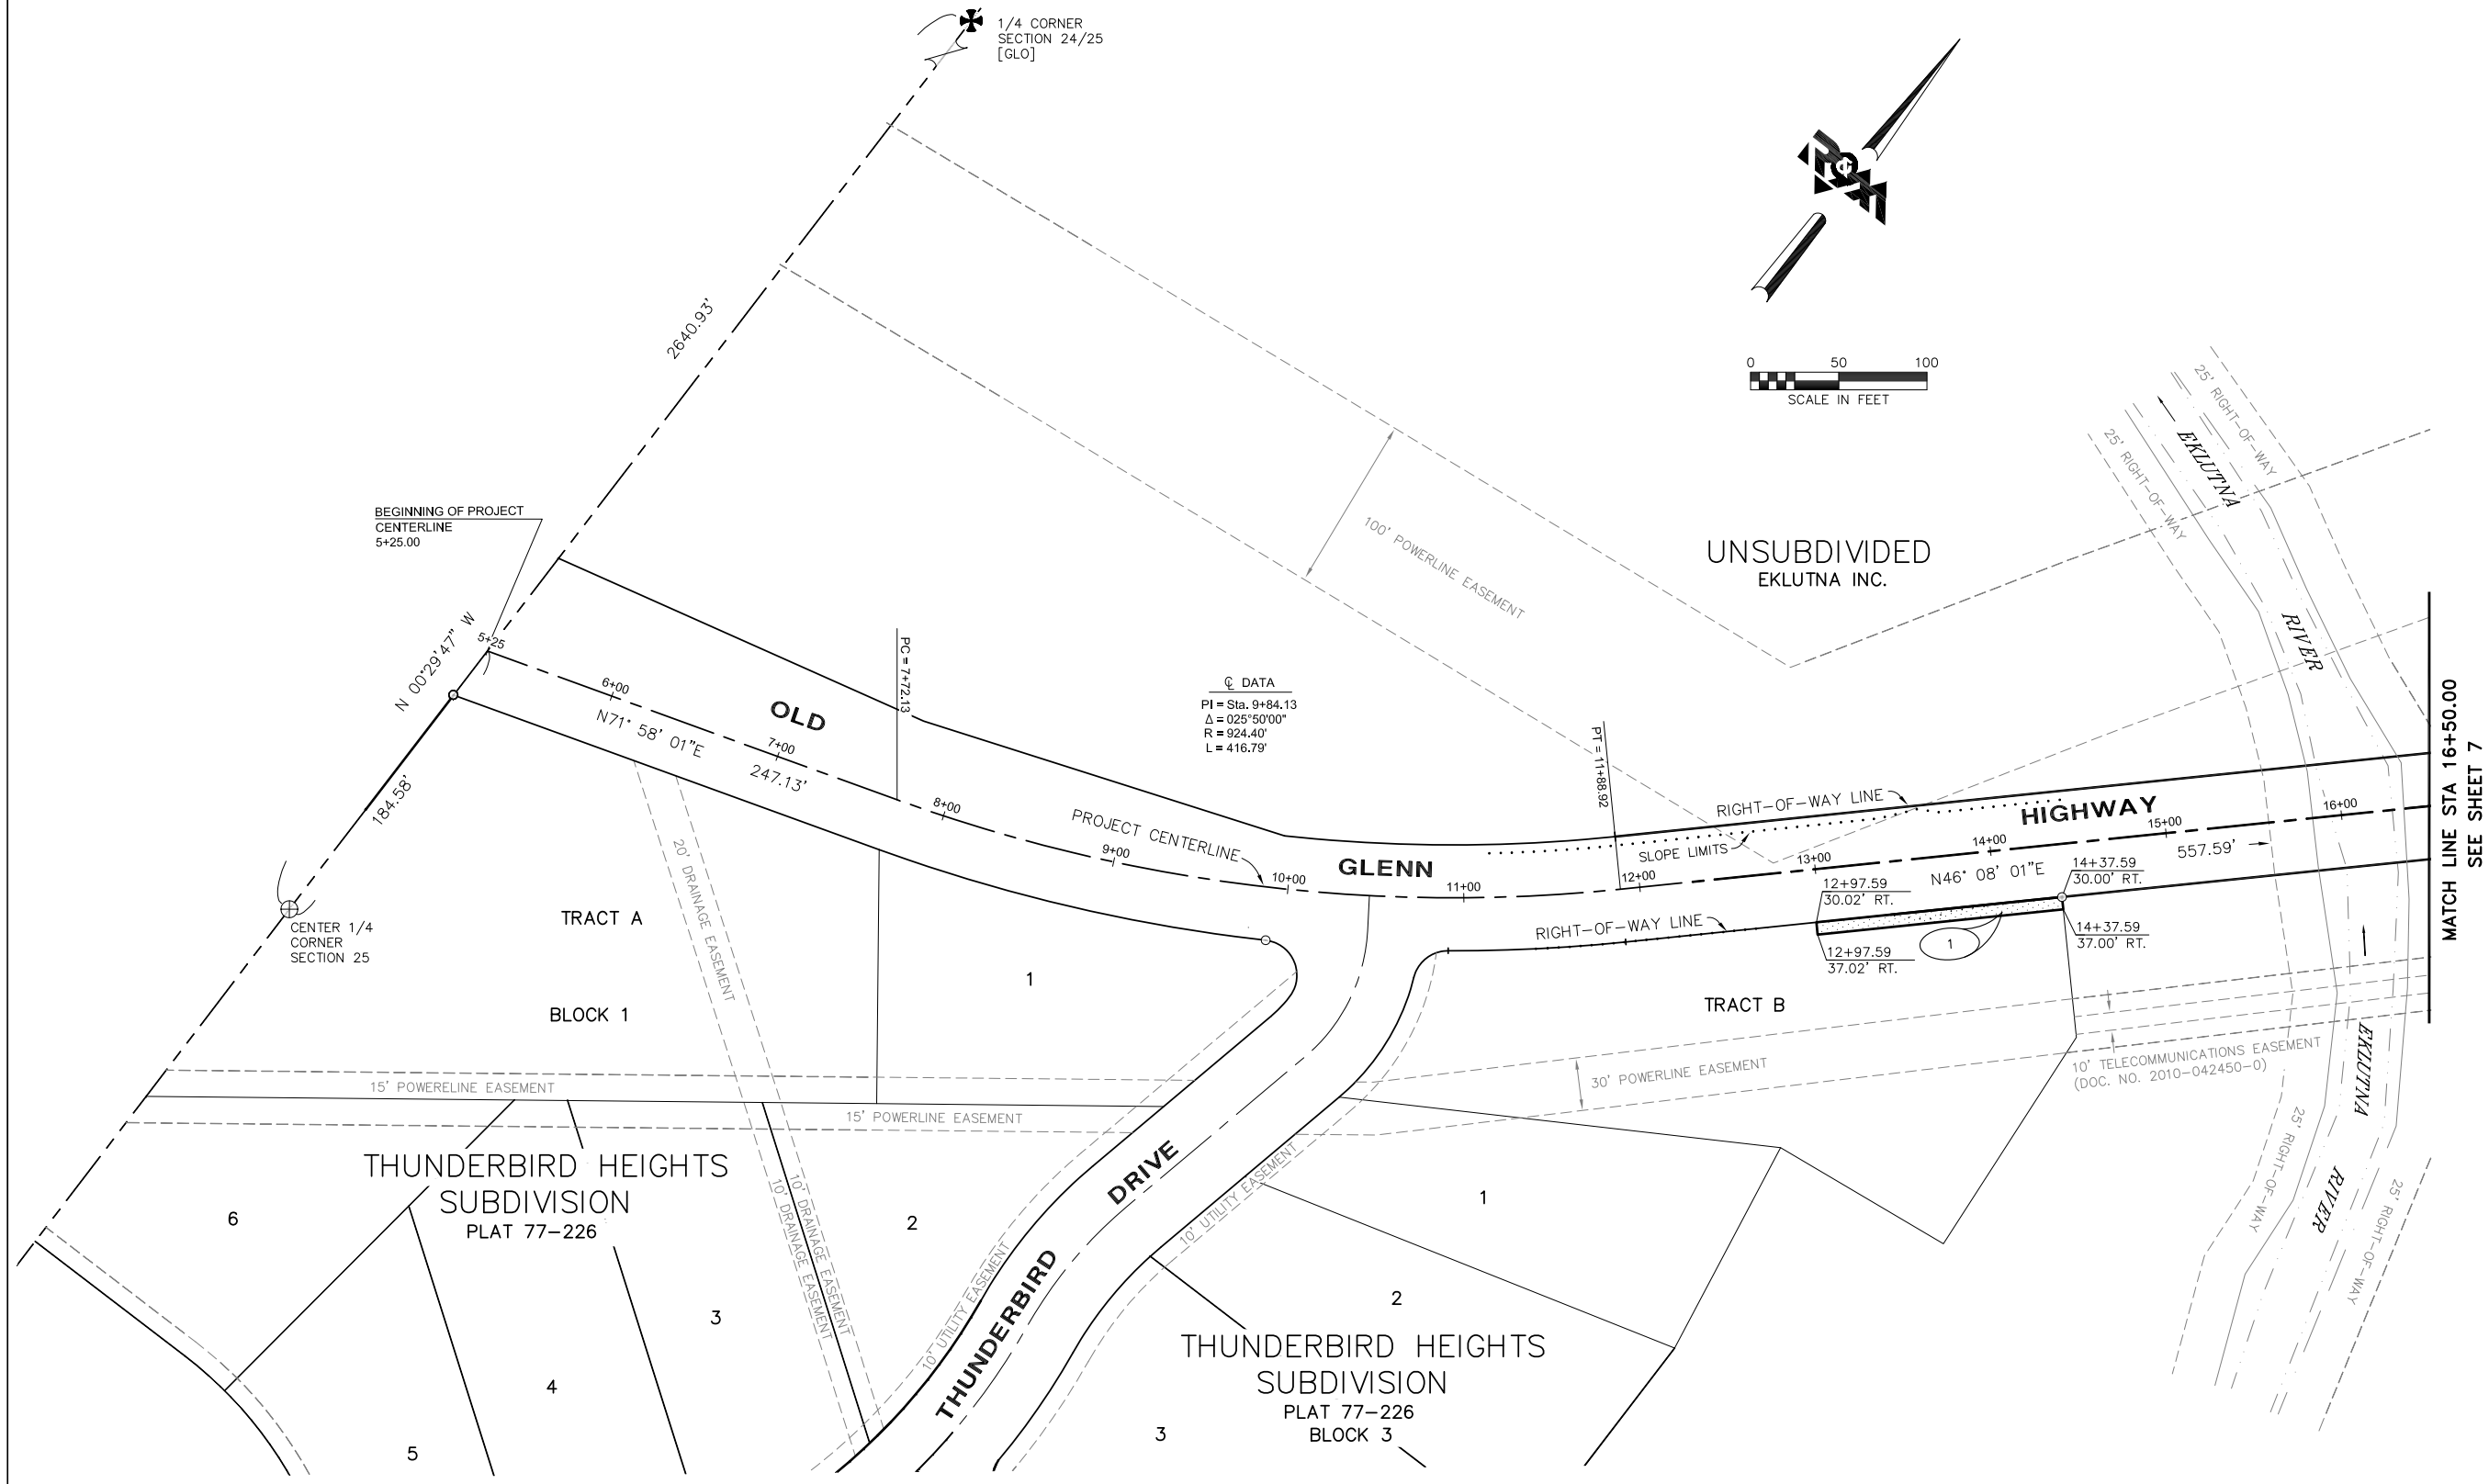 1/4 CORNER
SECTION 24/25
[GLO]
2640.93'
0 50 100
SCALE IN FEET
25' RIGHT-OF-WAY
25' RIGHT-OF-WAY
EKLUTNA
RIVER
100' POWERLINE EASEMENT
UNSUBDIVIDED
EKLUTNA INC.
BEGINNING OF PROJECT
CENTERLINE
5+25.00
N 00°29'47" W
5+25
6+00
N71° 58' 01"E
OLD
7+00
247.13'
PC = 7+72.13
8+00
℄ DATA
PI = Sta. 9+84.13
Δ = 025°50'00"
R = 924.40'
L = 416.79'
PT = 11+88.92
MATCH LINE STA 16+50.00
SEE SHEET 7
184.58'
PROJECT CENTERLINE
9+00
10+00
GLENN
11+00
RIGHT-OF-WAY LINE
SLOPE LIMITS
12+00
13+00
HIGHWAY
14+00
15+00
16+00
N46° 08' 01"E
557.59'
12+97.59
30.02' RT.
14+37.59
30.00' RT.
RIGHT-OF-WAY LINE
12+97.59
37.02' RT.
1
14+37.59
37.00' RT.
CENTER 1/4
CORNER
SECTION 25
TRACT A
BLOCK 1
20' DRAINAGE EASEMENT
1
TRACT B
15' POWERELINE EASEMENT
15' POWERLINE EASEMENT
30' POWERLINE EASEMENT
10' TELECOMMUNICATIONS EASEMENT
(DOC. NO. 2010-042450-0)
EKLUTNA
RIVER
25' RIGHT-OF-WAY
25' RIGHT-OF-WAY
THUNDERBIRD HEIGHTS
SUBDIVISION
PLAT 77-226
6
5
4
3
2
10' DRAINAGE EASEMENT
10' DRAINAGE EASEMENT
10' UTILITY EASEMENT
THUNDERBIRD
DRIVE
10' UTILITY EASEMENT
1
2
THUNDERBIRD HEIGHTS
SUBDIVISION
PLAT 77-226
BLOCK 3
3